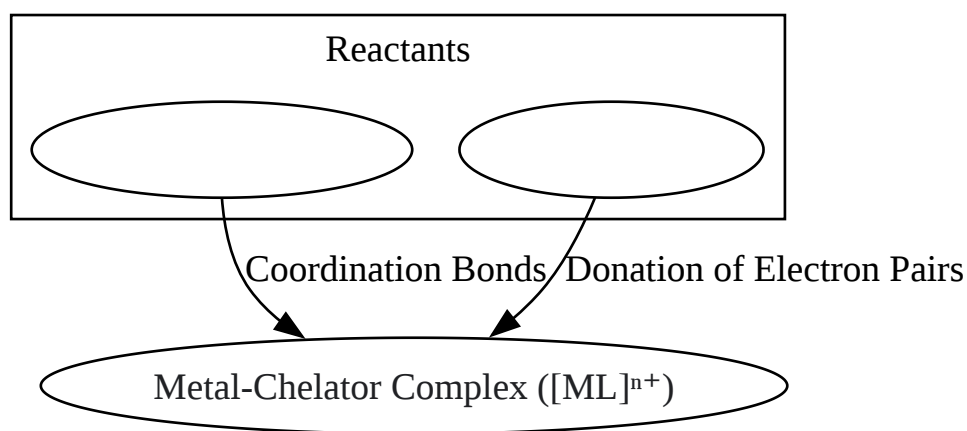 Reactants
Coordination Bonds
Donation of Electron Pairs
Metal-Chelator Complex ([ML]ⁿ⁺)